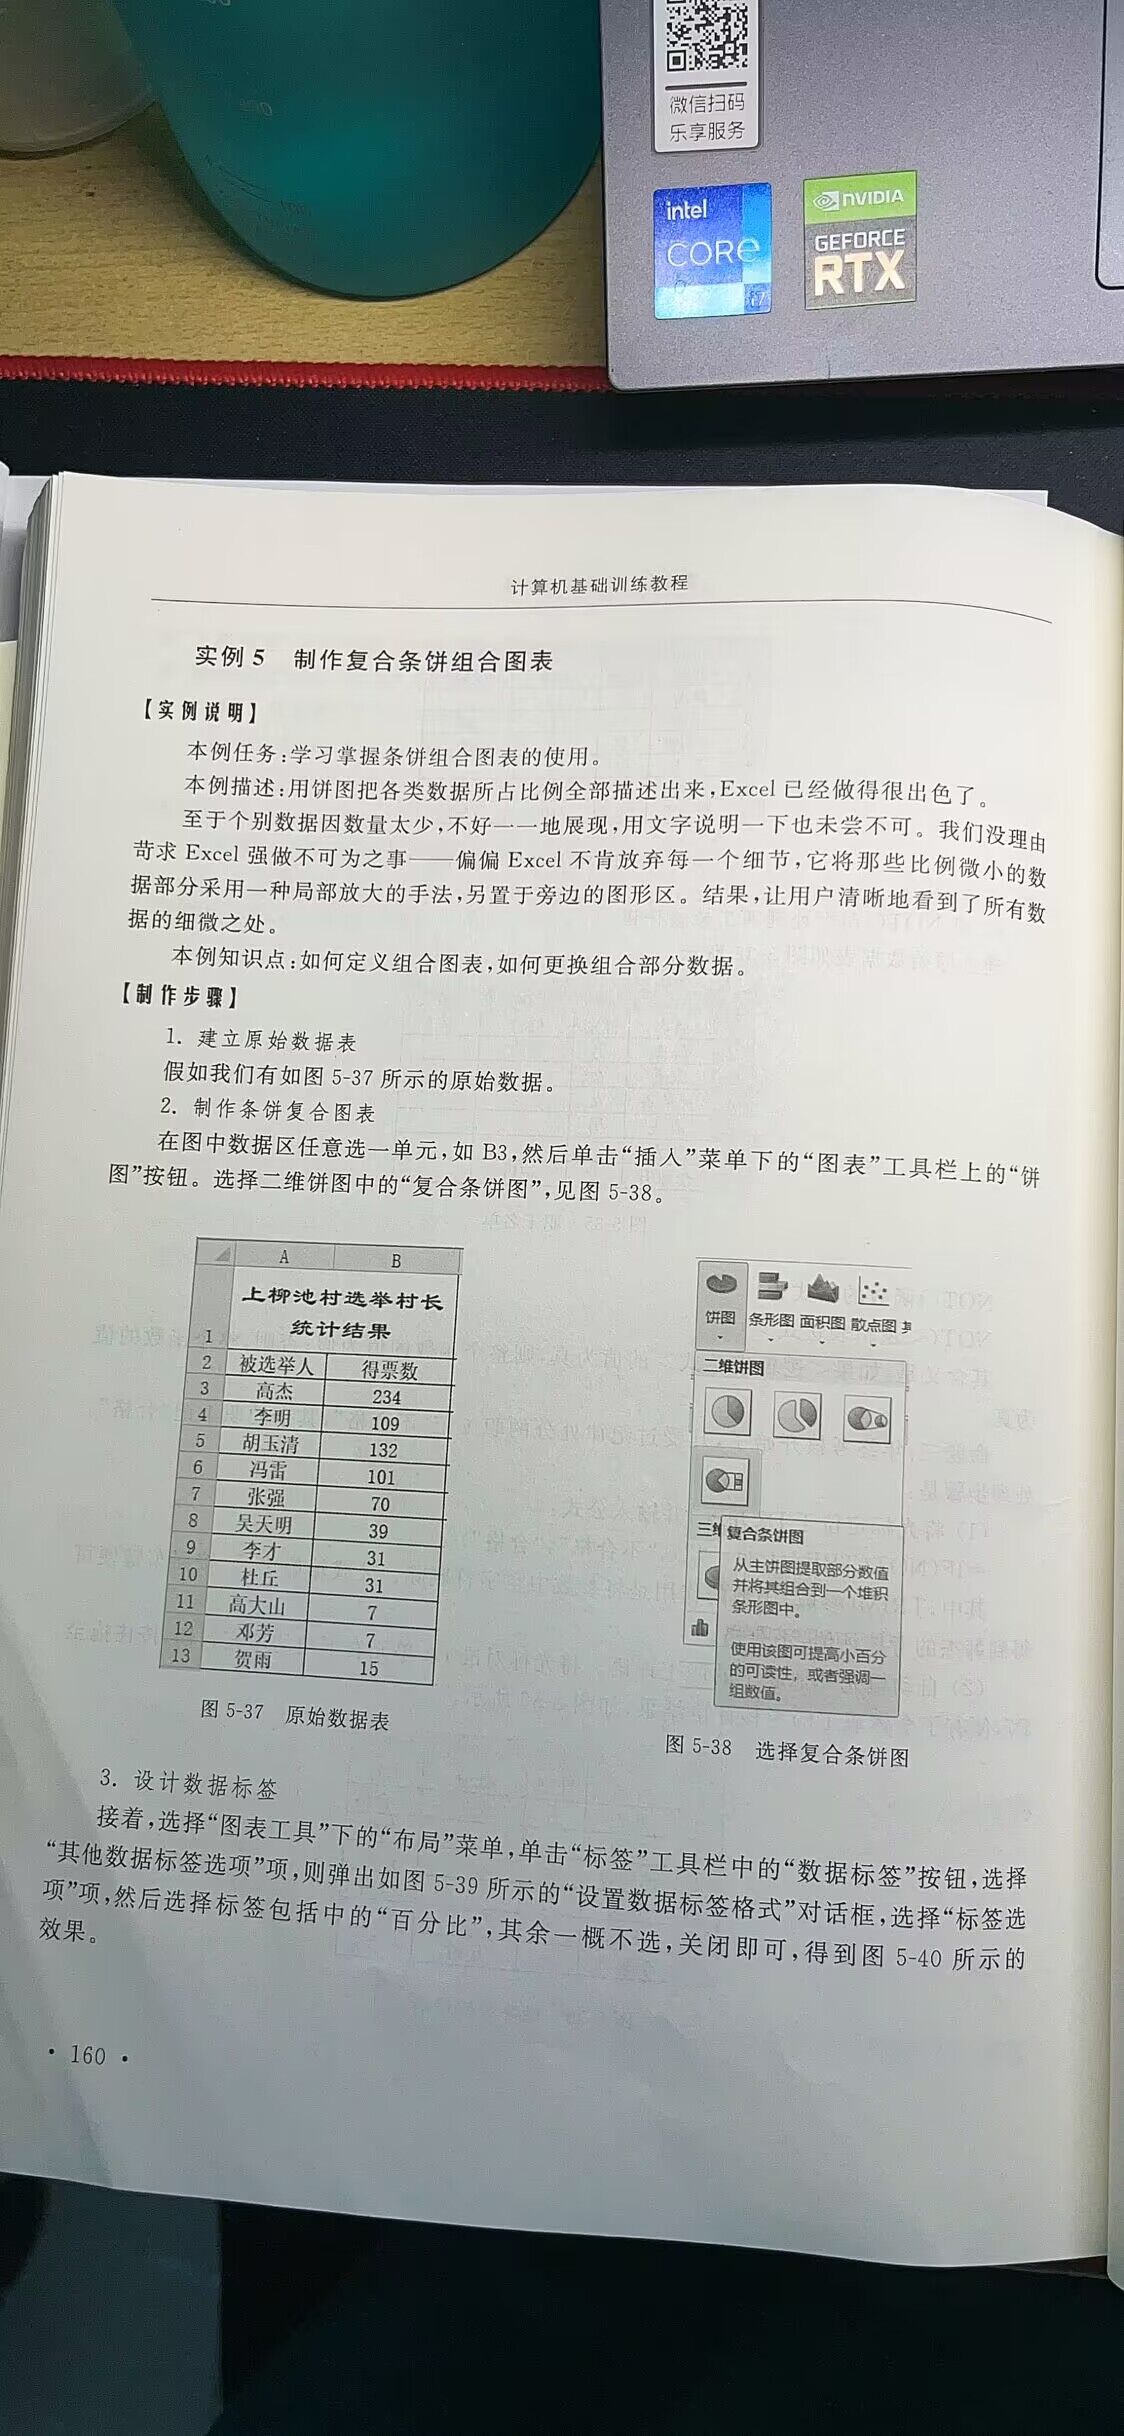 微信扫码
乐享服务
intel
CORE
i7
NVIDIA
GEFORCE
RTX
计算机基础训练教程
实例 5 制作复合条饼组合图表
【实例说明】
本例任务:学习掌握条饼组合图表的使用。
本例描述:用饼图把各类数据所占比例全部描述出来,Excel 已经做得很出色了。
至于个别数据因数量太少,不好一一地展现,用文字说明一下也未尝不可。我们没理由
苛求 Excel 强做不可为之事——偏偏 Excel 不肯放弃每一个细节,它将那些比例微小的数
据部分采用一种局部放大的手法,另置于旁边的图形区。结果,让用户清晰地看到了所有数
据的细微之处。
本例知识点:如何定义组合图表,如何更换组合部分数据。
【制作步骤】
1. 建立原始数据表
假如我们有如图 5-37 所示的原始数据。
2. 制作条饼复合图表
在图中数据区任意选一单元,如 B3,然后单击“插入”菜单下的“图表”工具栏上的“饼
图”按钮。选择二维饼图中的“复合条饼图”,见图 5-38。
A B
上柳池村选举村长
1 统计结果
2 被选举人 得票数
3 高杰 234
4 李明 109
5 胡玉清 132
6 冯雷 101
7 张强 70
8 吴天明 39
9 李才 31
10 杜丘 31
11 高大山 7
12 邓芳 7
13 贺雨 15
图 5-37 原始数据表
饼图 条形图 面积图 散点图
二维饼图
三维
复合条饼图
从主饼图提取部分数值
并将其组合到一个堆积
条形图中。
使用该图可提高小百分
的可读性，或者强调一
组数值。
图 5-38 选择复合条饼图
3. 设计数据标签
接着,选择“图表工具”下的“布局”菜单,单击“标签”工具栏中的“数据标签”按钮,选择
“其他数据标签选项”项,则弹出如图 5-39 所示的“设置数据标签格式”对话框,选择“标签选
项”项,然后选择标签包括中的“百分比”,其余一概不选,关闭即可,得到图 5-40 所示的
效果。
· 160 ·